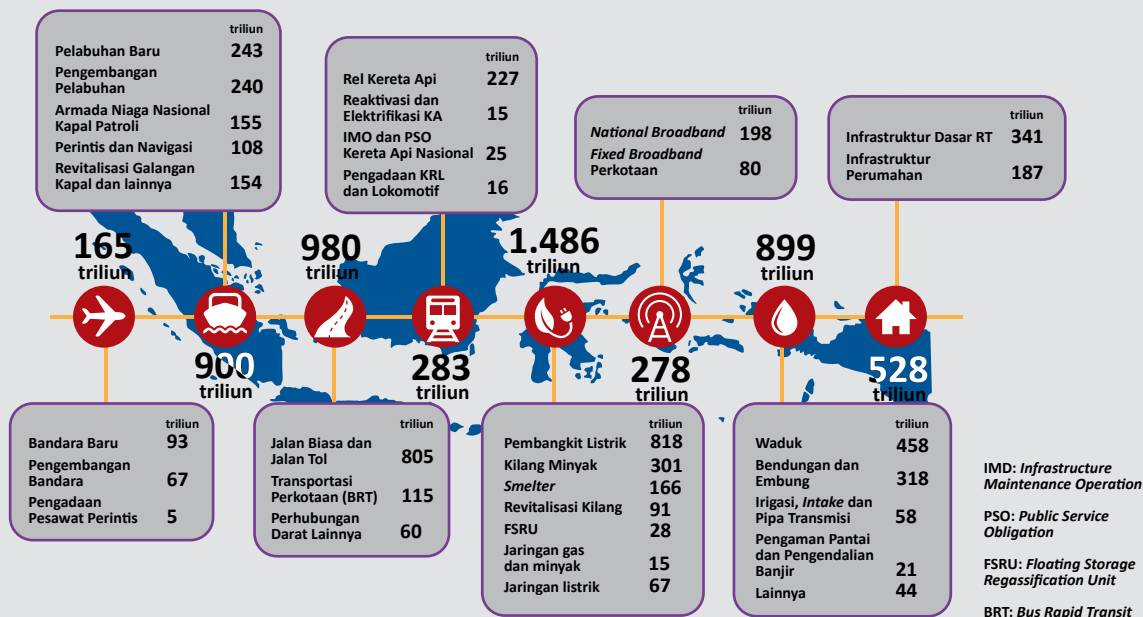 triliun
Pelabuhan Baru 243
Pengembangan
Pelabuhan 240
Armada Niaga Nasional
Kapal Patroli 155
Perintis dan Navigasi 108
Revitalisasi Galangan
Kapal dan lainnya 154
triliun
Rel Kereta Api 227
Reaktivasi dan
Elektrifikasi KA 15
IMO dan PSO
Kereta Api Nasional 25
Pengadaan KRL
dan Lokomotif 16
triliun
National Broadband 198
Fixed Broadband
Perkotaan 80
triliun
Infrastruktur Dasar RT 341
Infrastruktur
Perumahan 187
165
triliun
900
triliun
980
triliun
283
triliun
1.486
triliun
278
triliun
899
triliun
528
triliun
triliun
Bandara Baru 93
Pengembangan
Bandara 67
Pengadaan
Pesawat Perintis 5
triliun
Jalan Biasa dan
Jalan Tol 805
Transportasi
Perkotaan (BRT) 115
Perhubungan
Darat Lainnya 60
triliun
Pembangkit Listrik 818
Kilang Minyak 301
Smelter 166
Revitalisasi Kilang 91
FSRU 28
Jaringan gas
dan minyak 15
Jaringan listrik 67
triliun
Waduk 458
Bendungan dan
Embung 318
Irigasi, Intake dan
Pipa Transmisi 58
Pengaman Pantai
dan Pengendalian
Banjir 21
Lainnya 44
IMD: Infrastructure
Maintenance Operation
PSO: Public Service
Obligation
FSRU: Floating Storage
Regassification Unit
BRT: Bus Rapid Transit